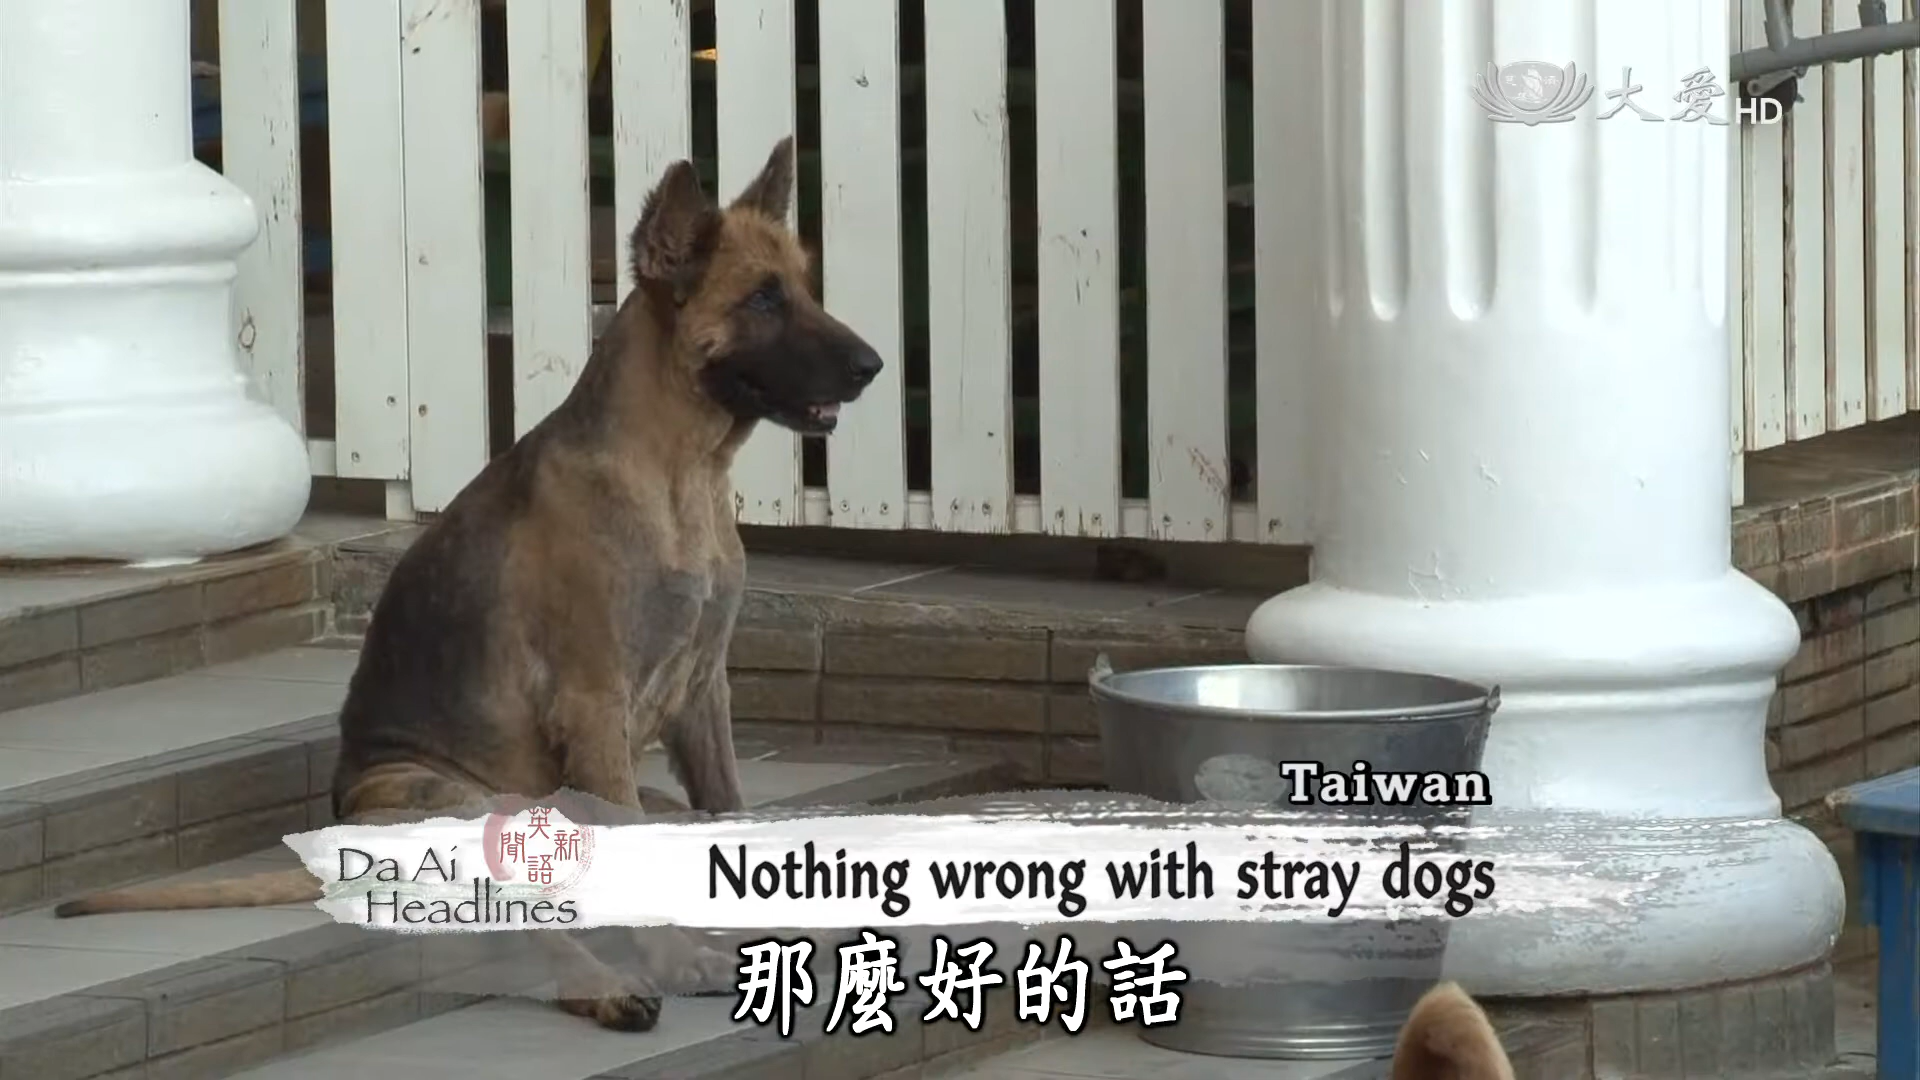 大愛HD
Taiwan
Da Ai
Headlines
英語新聞
Nothing wrong with stray dogs
那麼好的話